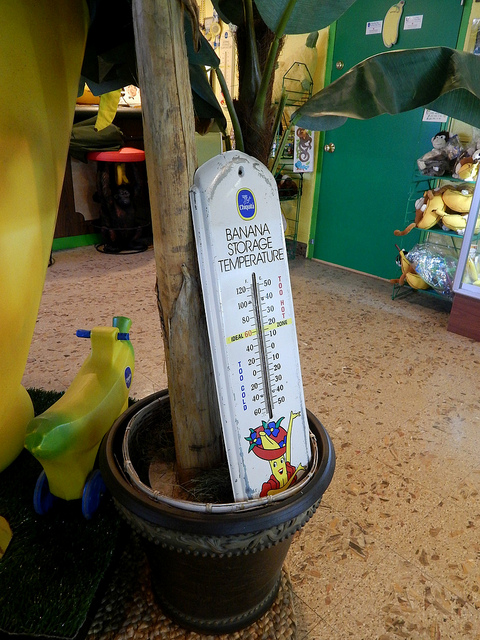 Chiquita
BANANA
STORAGE
TEMPERATURE
F. C.
120 50
100 40
80 30
20
IDEAL 60 10 ZONE
40 0
20 10
0 20
20 30
40 40
60 50
TOO HOT
TOO COLD